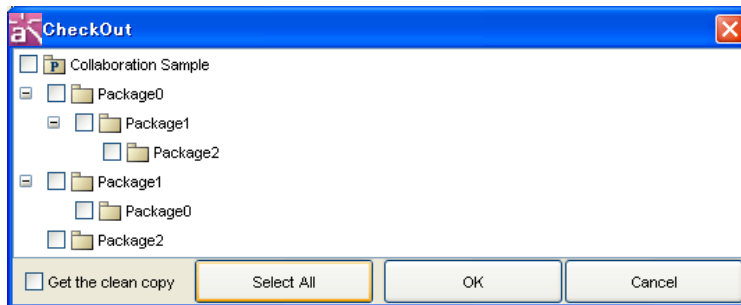 CheckOut
P Collaboration Sample
Package0
Package1
Package2
Package1
Package0
Package2
Get the clean copy Select All OK Cancel